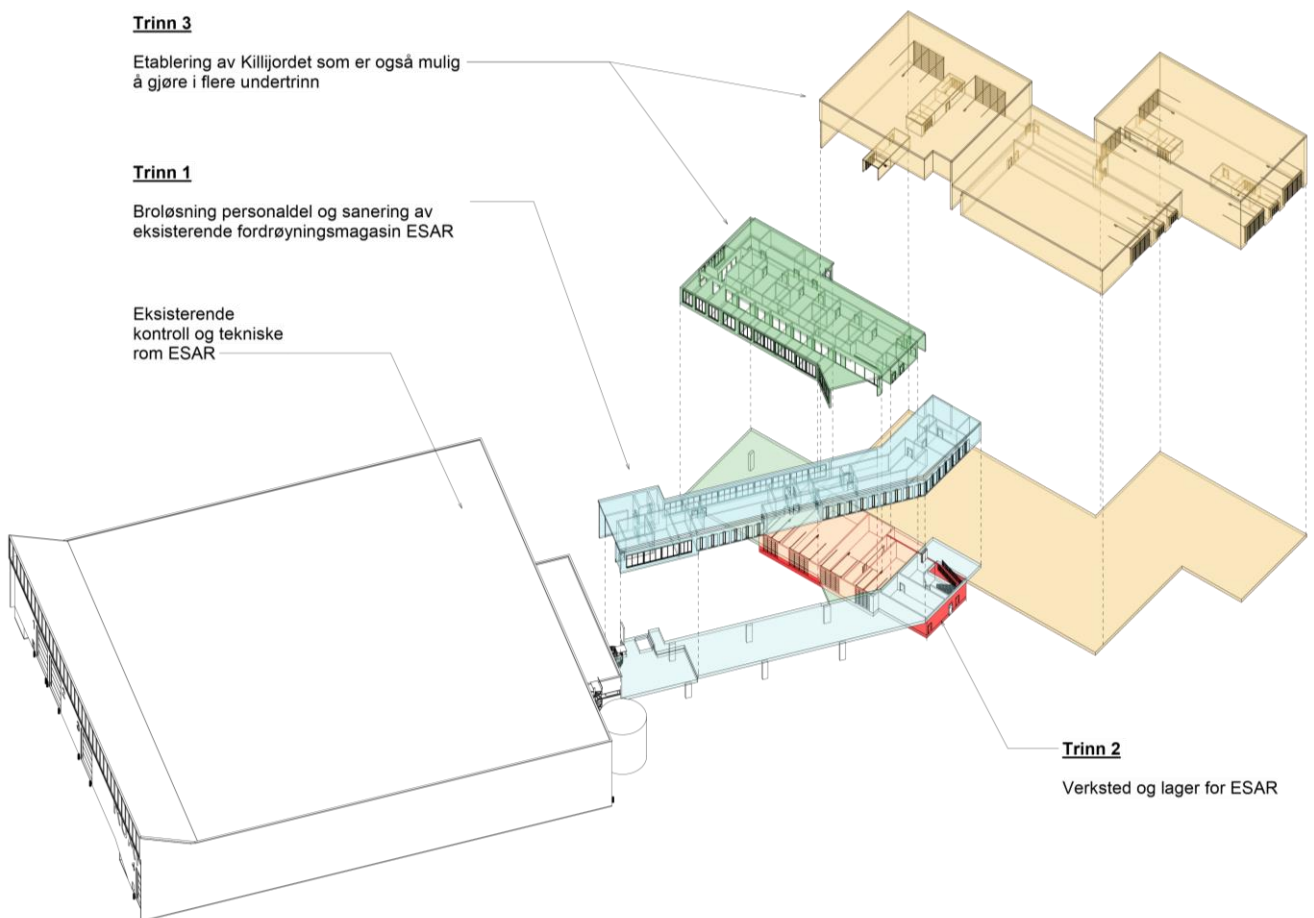 Trinn 3
Etablering av Killijordet som er også mulig
å gjøre i flere undertrinn
Trinn 1
Broløsning personaldel og sanering av
eksisterende fordrøyningsmagasin ESAR
Eksisterende
kontroll og tekniske
rom ESAR
Trinn 2
Verksted og lager for ESAR